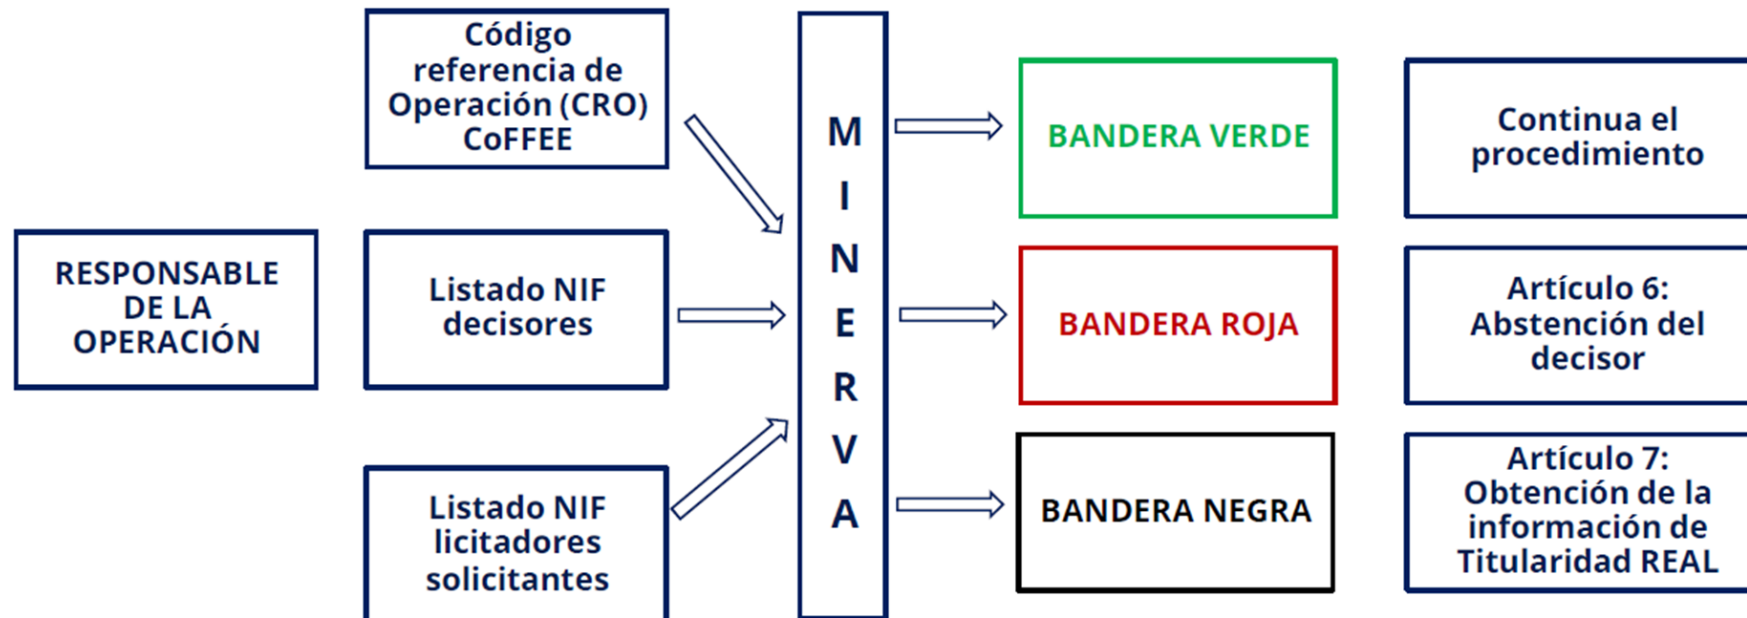 RESPONSABLE
DE LA
OPERACIÓN
Código
referencia de
Operación (CRO)
CoFFEE
Listado NIF
decisores
Listado NIF
licitadores
solicitantes
M
I
N
E
R
V
A
BANDERA VERDE
BANDERA ROJA
BANDERA NEGRA
Continua el
procedimiento
Artículo 6:
Abstención del
decisor
Artículo 7:
Obtención de la
información de
Titularidad REAL